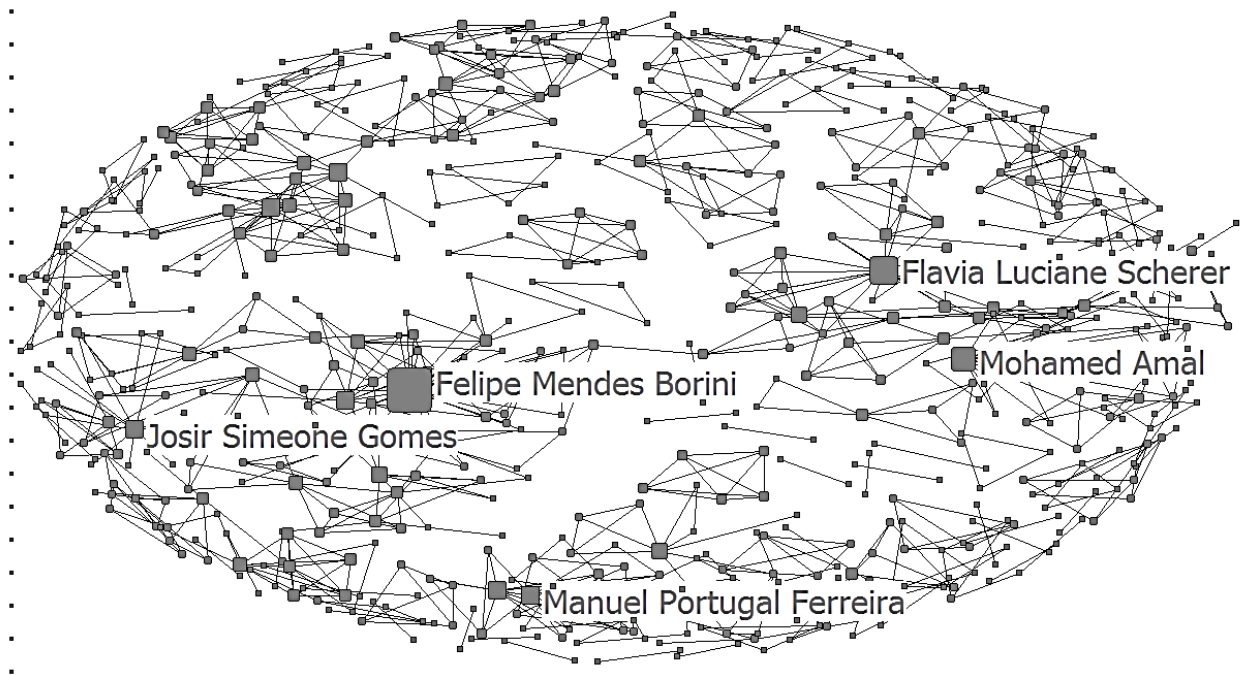 Flavia Luciane Scherer
Mohamed Amal
Felipe Mendes Borini
Josir Simeone Gomes
Manuel Portugal Ferreira